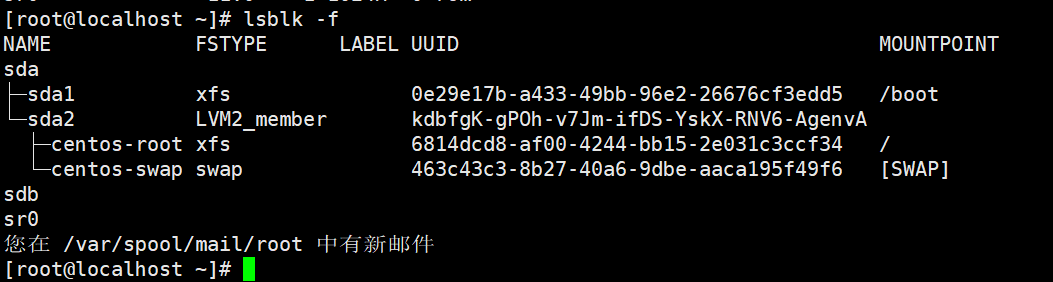 [root@localhost ~]# lsblk -f
NAME            FSTYPE      LABEL UUID                                   MOUNTPOINT
sda
├─sda1          xfs               0e29e17b-a433-49bb-96e2-26676cf3edd5   /boot
└─sda2          LVM2_member       kdbfgK-gPOh-v7Jm-ifDS-YskX-RNV6-AgenvA
  ├─centos-root xfs               6814dcd8-af00-4244-bb15-2e031c3ccf34   /
  └─centos-swap swap              463c43c3-8b27-40a6-9dbe-aaca195f49f6   [SWAP]
sdb
sr0
您在 /var/spool/mail/root 中有新邮件
[root@localhost ~]#